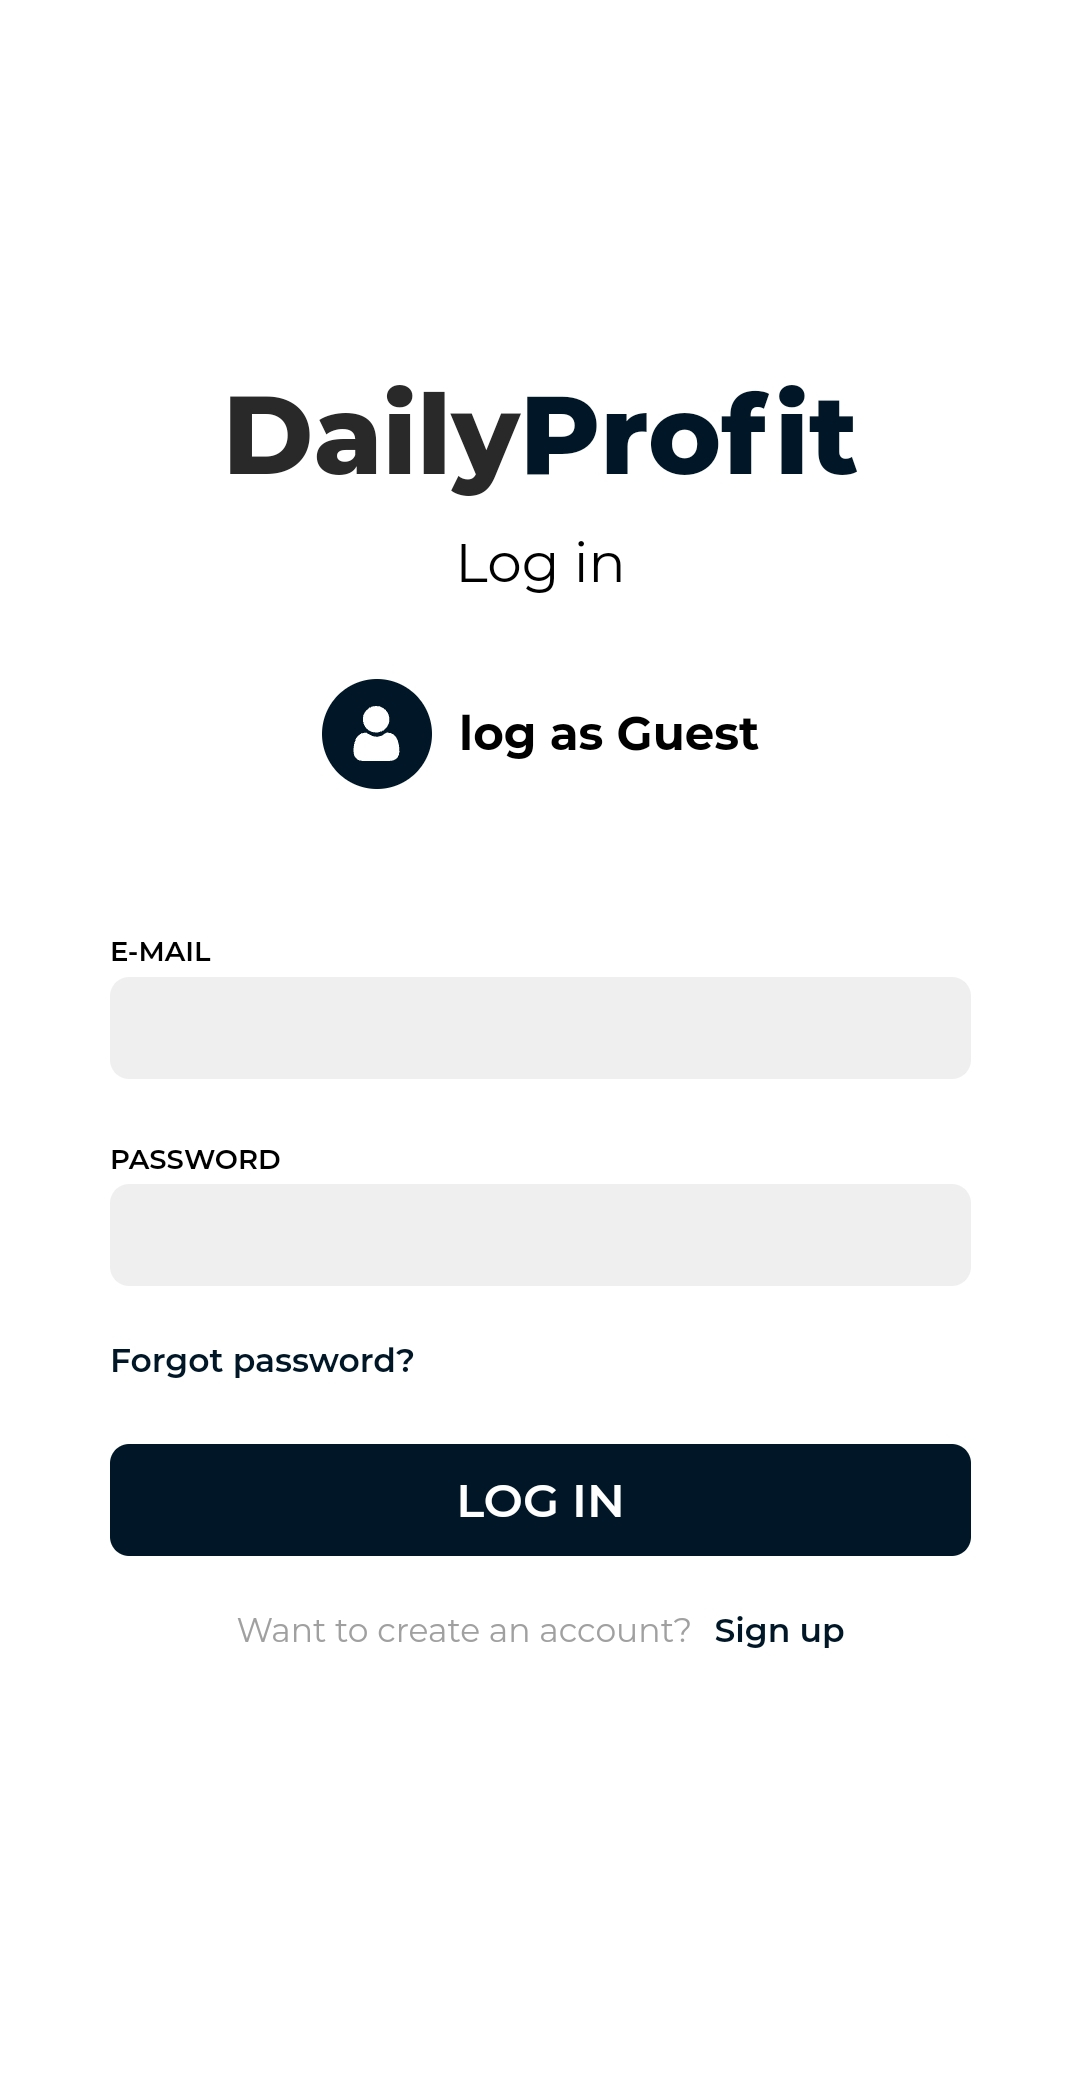 DailyProfit
Log in
log as Guest
E-MAIL
PASSWORD
Forgot password?
LOG IN
Want to create an account? Sign up